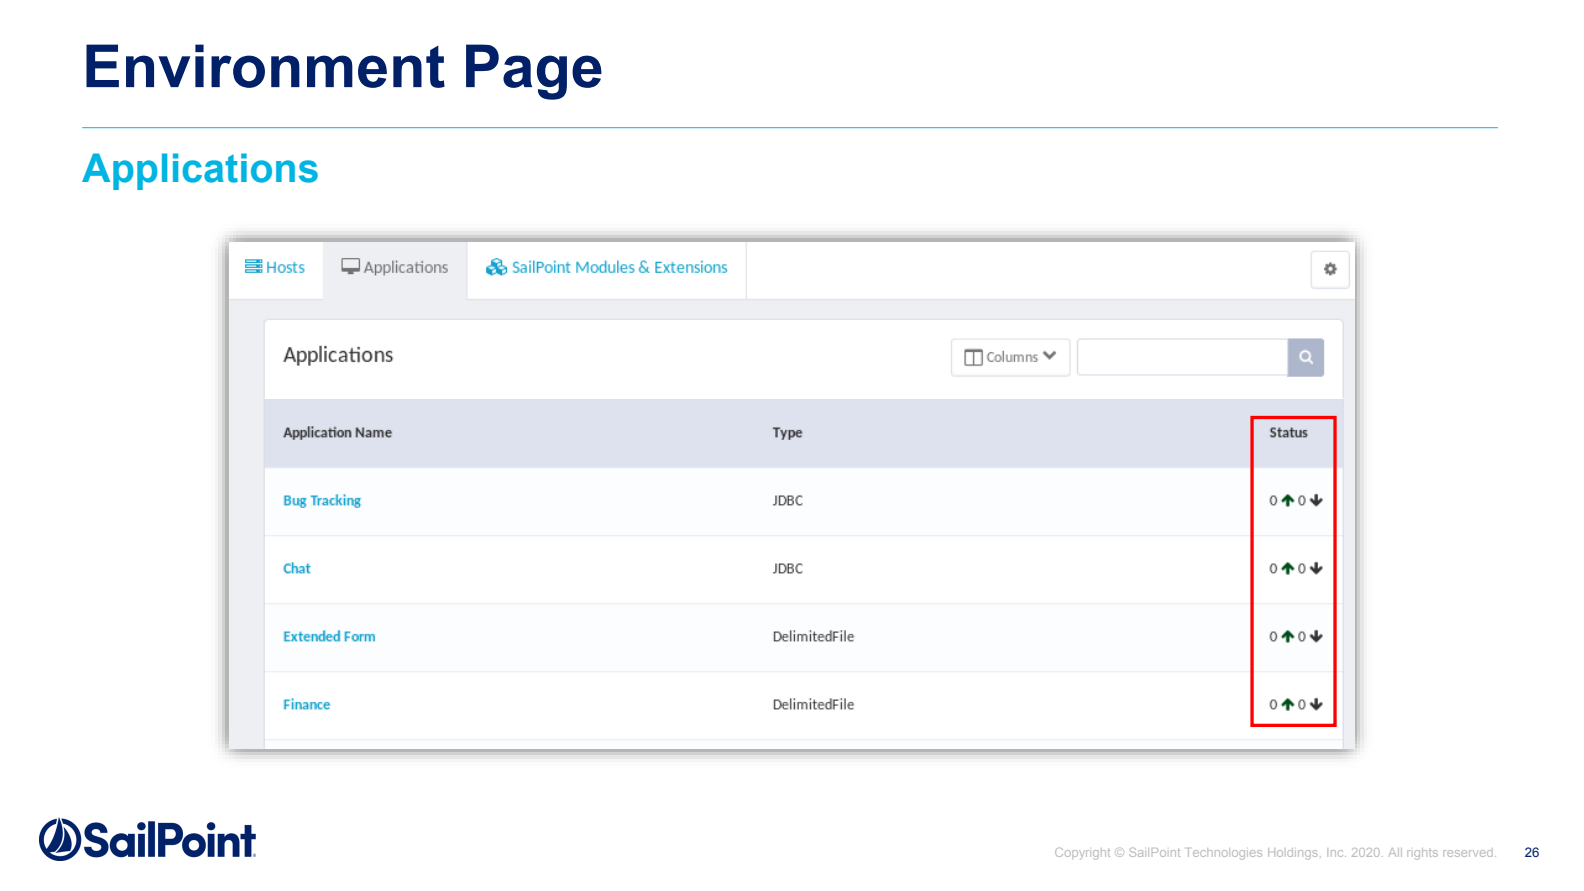 Environment Page
Applications
Hosts Applications SailPoint Modules & Extensions
Applications Columns
Application Name Type Status
Bug Tracking JDBC 0 0
Chat JDBC 0 0
Extended Form DelimitedFile 0 0
Finance DelimitedFile 0 0
SailPoint
Copyright © SailPoint Technologies Holdings, Inc. 2020. All rights reserved. 26